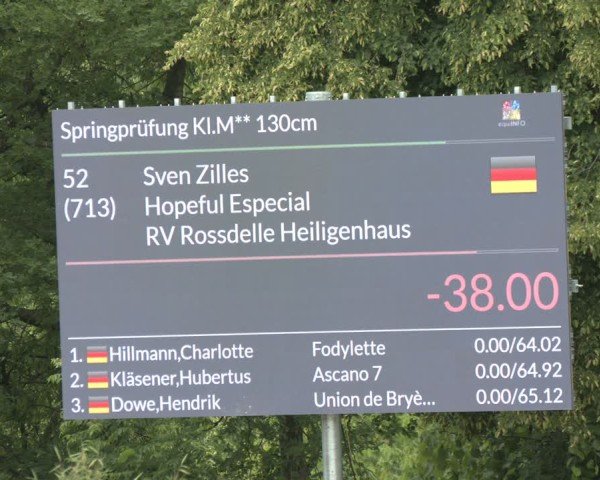 Springprüfung Kl.M** 130cm
52 Sven Zilles
(713) Hopeful Especial
RV Rossdelle Heiligenhaus
-38.00
1. Hillmann,Charlotte Fodylette 0.00/64.02
2. Kläsener,Hubertus Ascano 7 0.00/64.92
3. Dowe,Hendrik Union de Bryè... 0.00/65.12